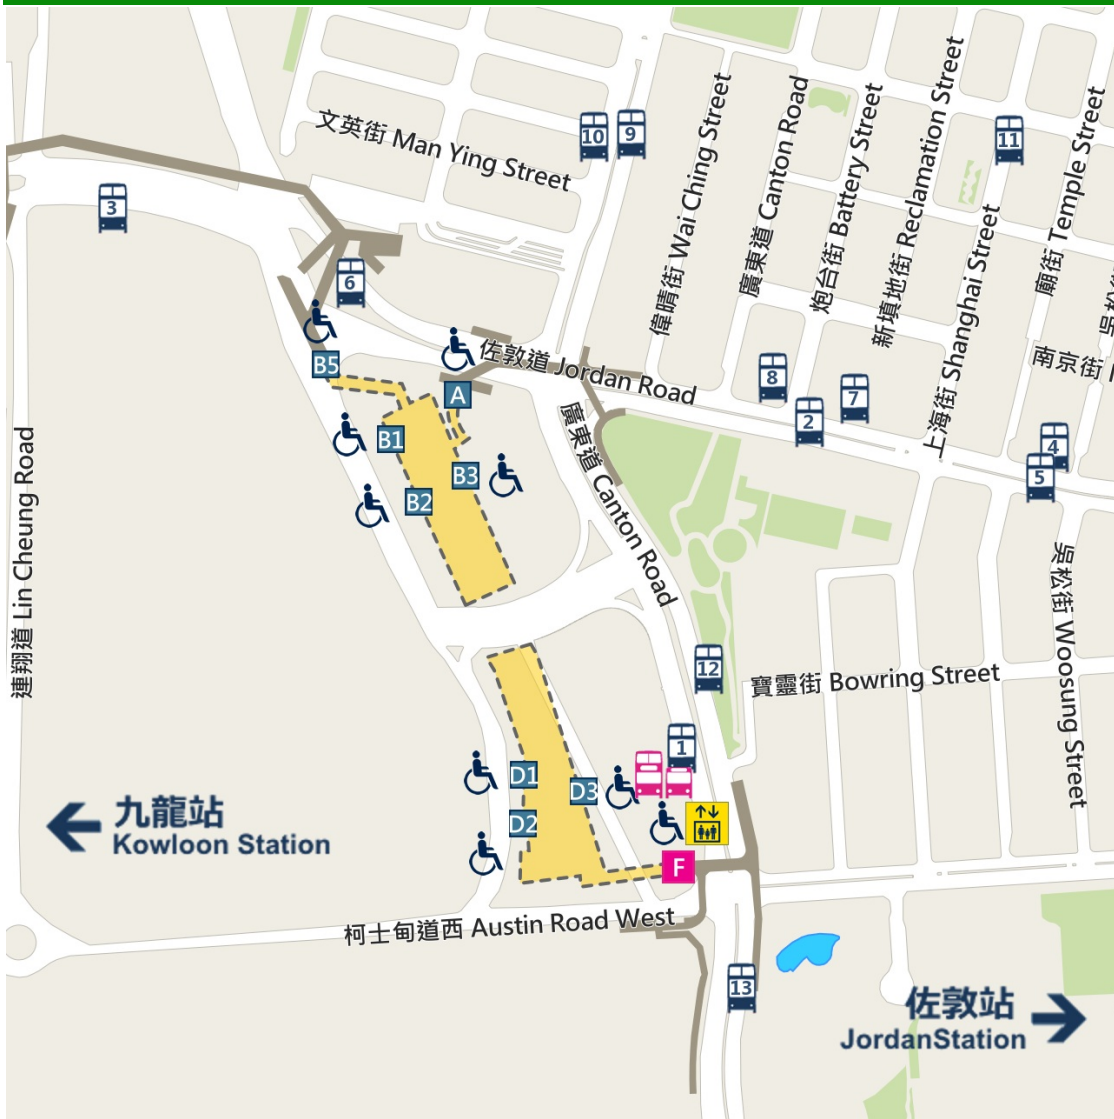 文英街 Man Ying Street
10
9
11
偉晴街 Wai Ching Street
廣東道 Canton Road
炮台街 Battery Street
新填地街 Reclamation Street
上海街 Shanghai Street
廟街 Temple Street
3
6
B5
佐敦道 Jordan Road
南京街
A
8
7
2
4
5
B1
B3
B2
廣東道 Canton Road
連翔道 Lin Cheung Road
吳松街 Woosung Street
12
寶靈街 Bowring Street
1
D1
D3
D2
九龍站
Kowloon Station
F
柯士甸道西 Austin Road West
13
佐敦站
JordanStation